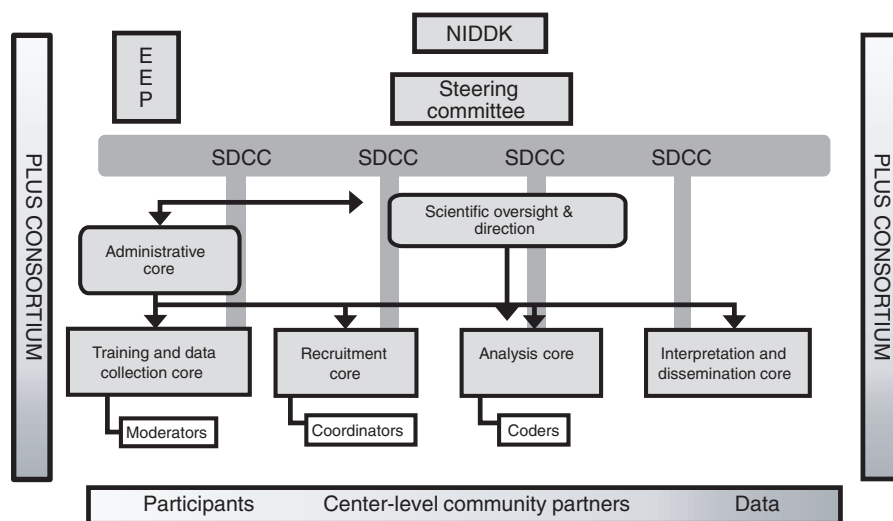 NIDDK
E
E
P
Steering
committee
PLUS CONSORTIUM
PLUS CONSORTIUM
SDCC SDCC SDCC SDCC
Scientific oversight &
direction
Administrative
core
Training and data
collection core
Recruitment
core
Analysis core
Interpretation and
dissemination core
Moderators
Coordinators
Coders
Participants Center-level community partners Data